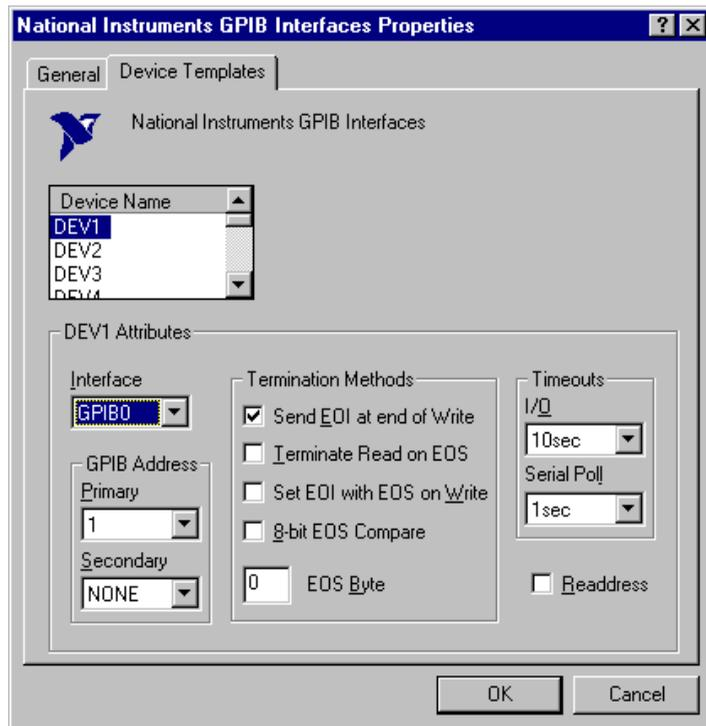 National Instruments GPIB Interfaces Properties
General
Device Templates
National Instruments GPIB Interfaces
Device Name
DEV1
DEV2
DEV3
DEV4
DEV1 Attributes
Interface
GPIB0
GPIB Address
Primary
1
Secondary
NONE
Termination Methods
Send EOI at end of Write
Terminate Read on EOS
Set EOI with EOS on Write
8-bit EOS Compare
0 EOS Byte
Timeouts
I/O
10sec
Serial Poll
1sec
Readdress
OK
Cancel